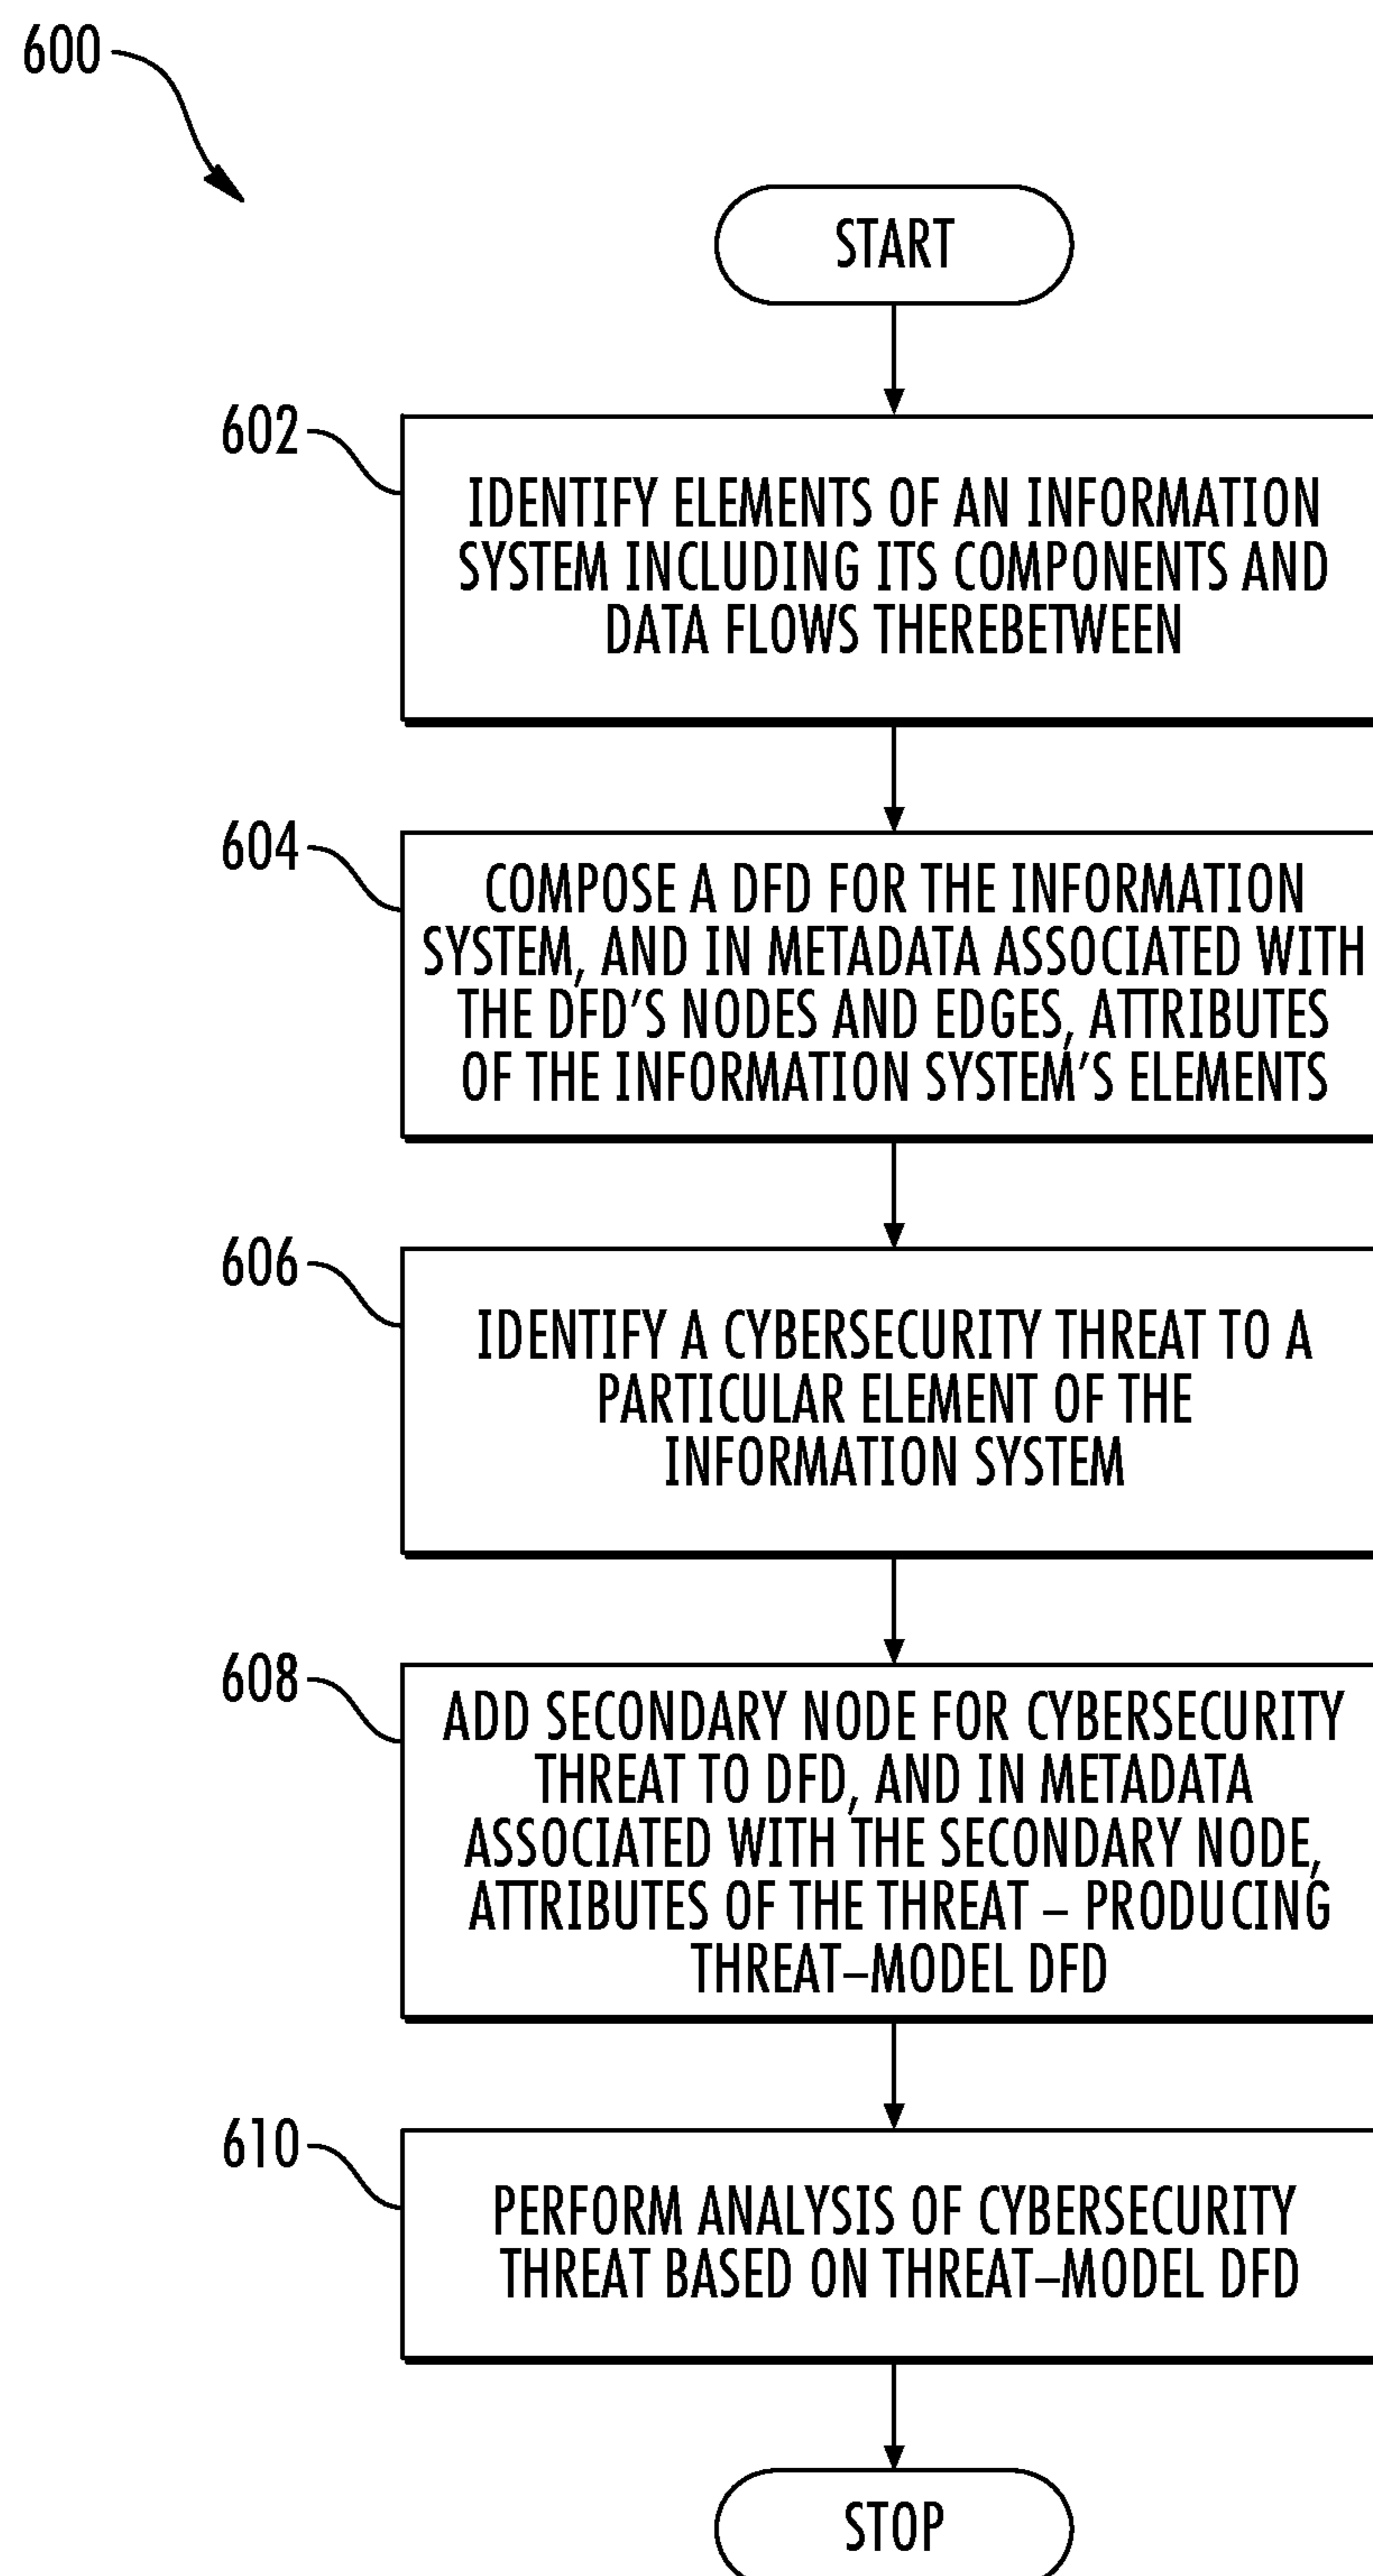 600
START
602
IDENTIFY ELEMENTS OF AN INFORMATION
SYSTEM INCLUDING ITS COMPONENTS AND
DATA FLOWS THEREBETWEEN
604
COMPOSE A DFD FOR THE INFORMATION
SYSTEM, AND IN METADATA ASSOCIATED WITH
THE DFD'S NODES AND EDGES, ATTRIBUTES
OF THE INFORMATION SYSTEM'S ELEMENTS
606
IDENTIFY A CYBERSECURITY THREAT TO A
PARTICULAR ELEMENT OF THE
INFORMATION SYSTEM
608
ADD SECONDARY NODE FOR CYBERSECURITY
THREAT TO DFD, AND IN METADATA
ASSOCIATED WITH THE SECONDARY NODE,
ATTRIBUTES OF THE THREAT – PRODUCING
THREAT–MODEL DFD
610
PERFORM ANALYSIS OF CYBERSECURITY
THREAT BASED ON THREAT–MODEL DFD
STOP